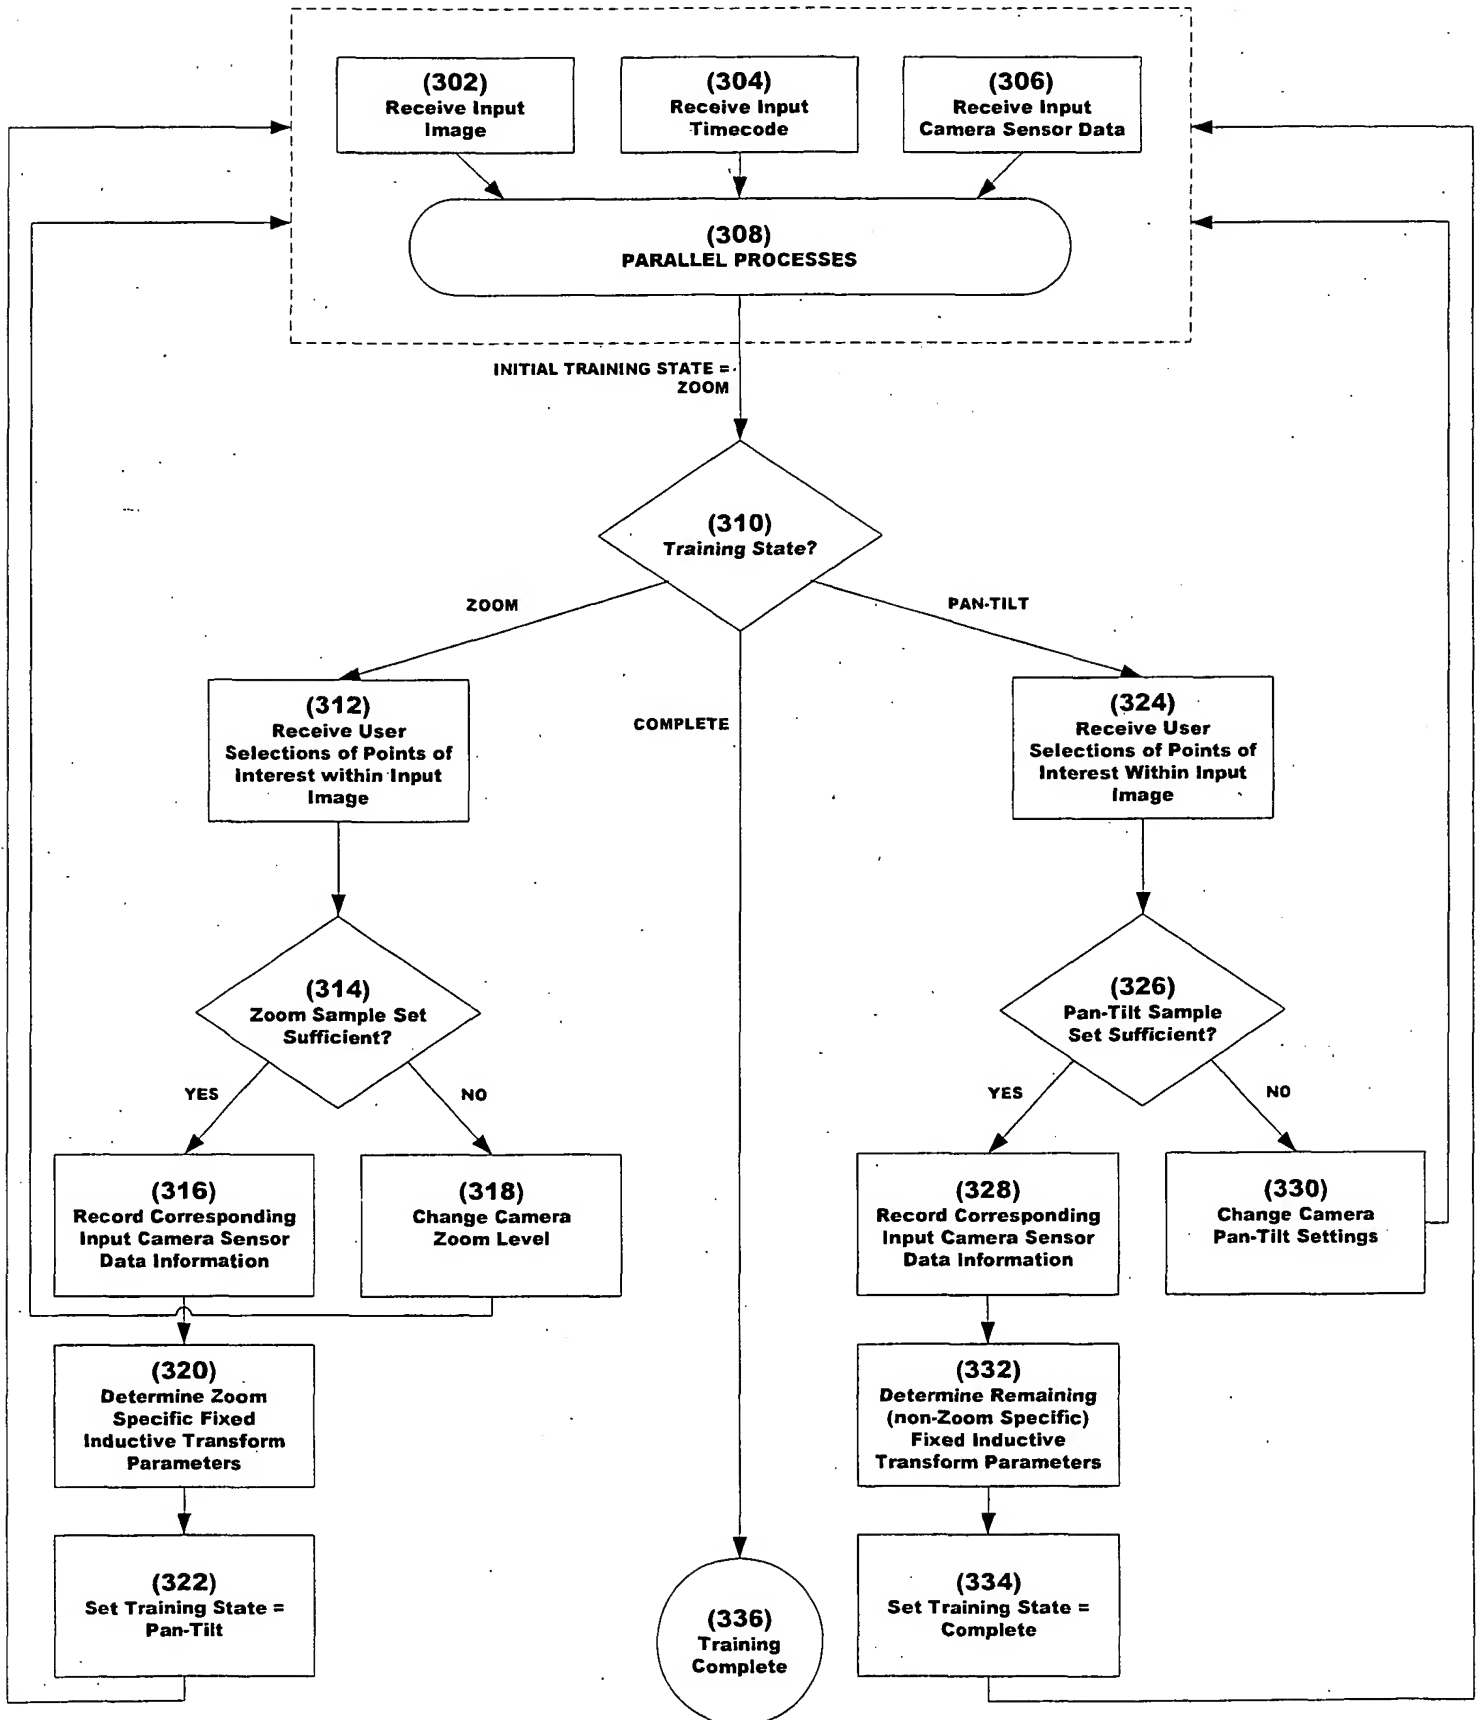 (302)
Receive Input
Image
(304)
Receive Input
Timecode
(306)
Receive Input
Camera Sensor Data
(308)
PARALLEL PROCESSES
INITIAL TRAINING STATE =
ZOOM
(310)
Training State?
ZOOM
PAN-TILT
COMPLETE
(312)
Receive User
Selections of Points of
Interest within Input
Image
(324)
Receive User
Selections of Points of
Interest Within Input
Image
(314)
Zoom Sample Set
Sufficient?
(326)
Pan-Tilt Sample
Set Sufficient?
YES
NO
YES
NO
(316)
Record Corresponding
Input Camera Sensor
Data Information
(318)
Change Camera
Zoom Level
(328)
Record Corresponding
Input Camera Sensor
Data Information
(330)
Change Camera
Pan-Tilt Settings
(320)
Determine Zoom
Specific Fixed
Inductive Transform
Parameters
(332)
Determine Remaining
(non-Zoom Specific)
Fixed Inductive
Transform Parameters
(322)
Set Training State =
Pan-Tilt
(336)
Training
Complete
(334)
Set Training State =
Complete